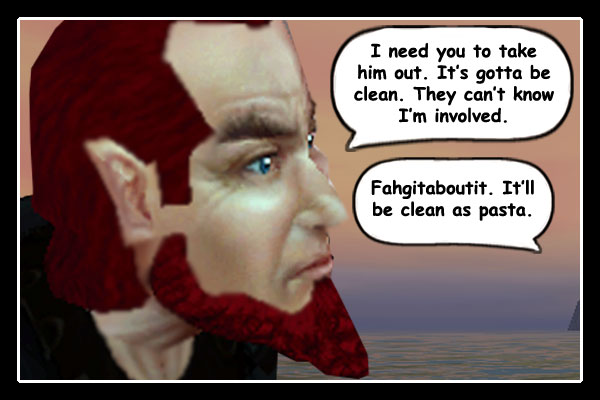 I need you to take
him out. It's gotta be
clean. They can't know
I'm involved.
Fahgitaboutit. It'll
be clean as pasta.